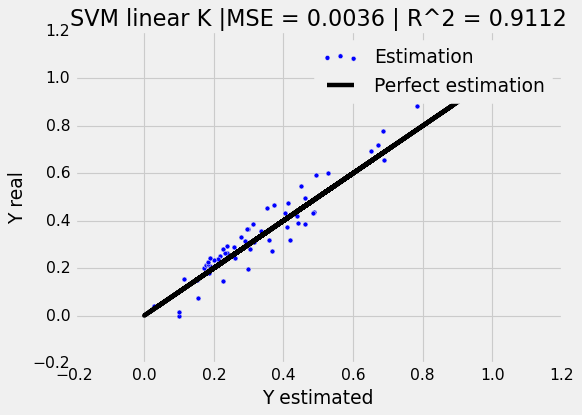 SVM linear K |MSE = 0.0036 | R^2 = 0.9112
1.2
1.0
0.8
0.6
0.4
0.2
0.0
−0.2
Y real
Estimation
Perfect estimation
−0.2 0.0 0.2 0.4 0.6 0.8 1.0 1.2
Y estimated